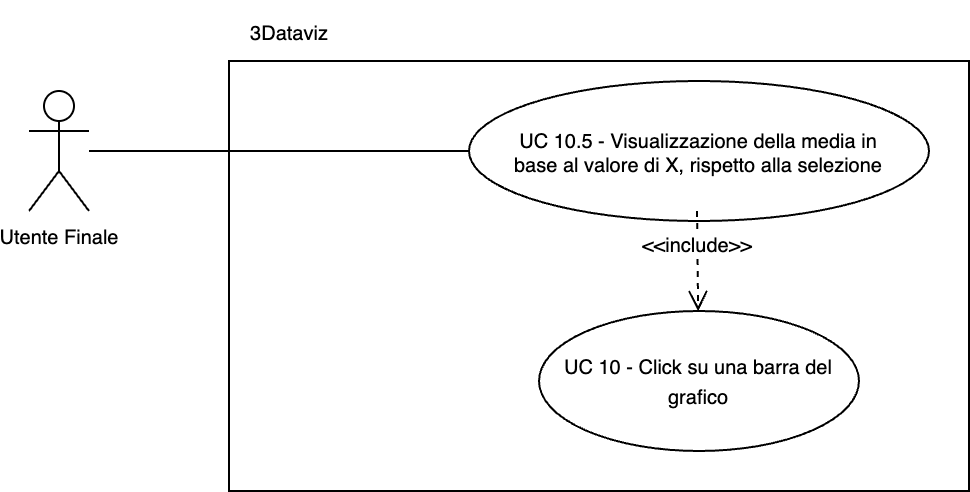 3Dataviz
UC 10.5 - Visualizzazione della media in
base al valore di X, rispetto alla selezione
Utente Finale
<<include>>
UC 10 - Click su una barra del
grafico